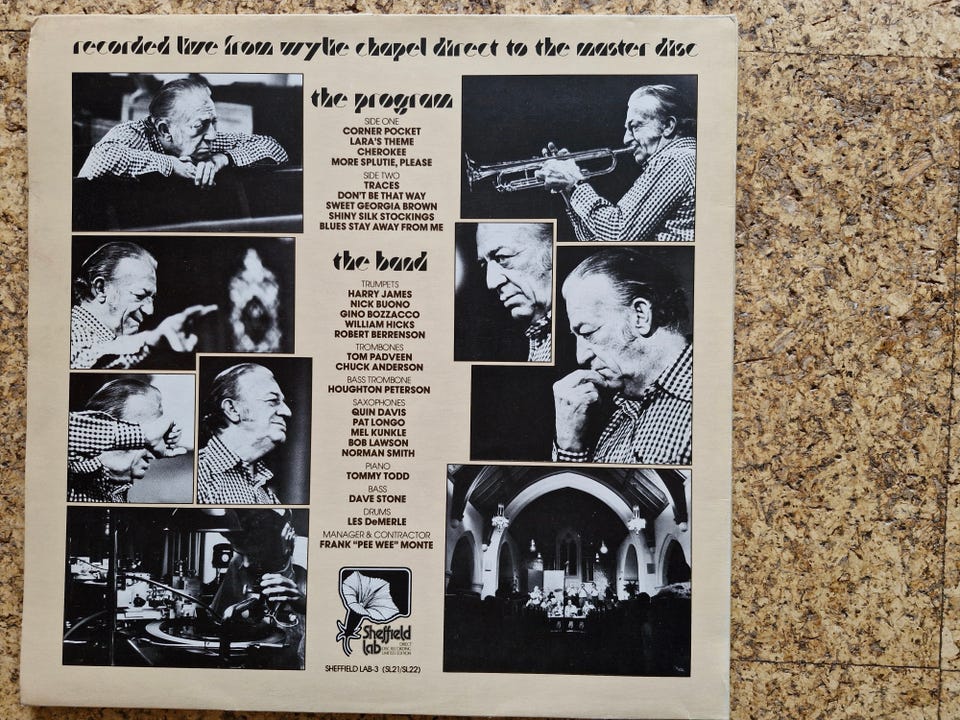 recorded live from wylie chapel direct to the master disc
the program
SIDE ONE
CORNER POCKET
LARA'S THEME
CHEROKEE
MORE SPLUTIE, PLEASE
SIDE TWO
TRACES
DON'T BE THAT WAY
SWEET GEORGIA BROWN
SHINY SILK STOCKINGS
BLUES STAY AWAY FROM ME
the band
TRUMPETS
HARRY JAMES
NICK BUONO
GINO BOZZACCO
WILLIAM HICKS
ROBERT BERRENSON
TROMBONES
TOM PADVEEN
CHUCK ANDERSON
BASS TROMBONE
HOUGHTON PETERSON
SAXOPHONES
QUIN DAVIS
PAT LONGO
MEL KUNKLE
BOB LAWSON
NORMAN SMITH
PIANO
TOMMY TODD
BASS
DAVE STONE
DRUMS
LES DeMERLE
MANAGER & CONTRACTOR
FRANK "PEE WEE" MONTE
Sheffield
lab
DIRECT
DISC RECORDING
LIMITED EDITION
SHEFFIELD LAB-3 (SL21/SL22)